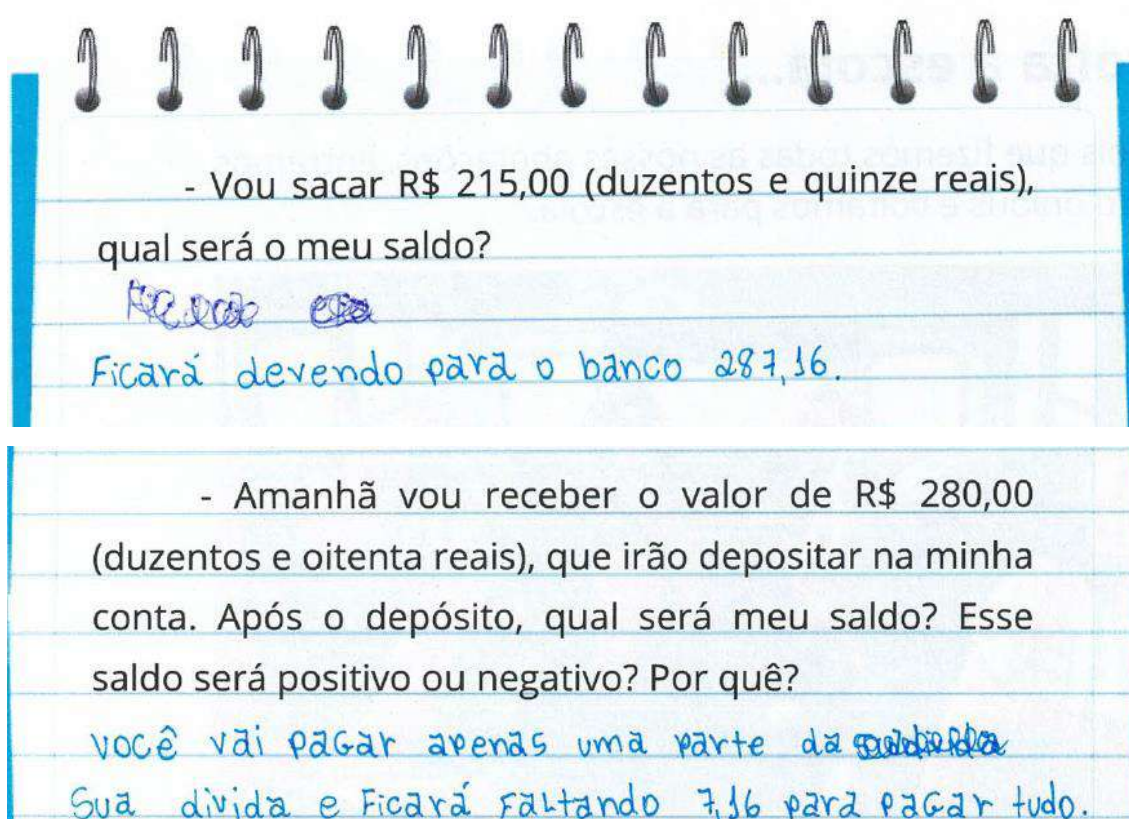 - Vou sacar R$ 215,00 (duzentos e quinze reais),
qual será o meu saldo?
Ficará devendo para o banco 287,16.
- Amanhã vou receber o valor de R$ 280,00
(duzentos e oitenta reais), que irão depositar na minha
conta. Após o depósito, qual será meu saldo? Esse
saldo será positivo ou negativo? Por quê?
você vai pagar apenas uma parte da
Sua divida e Ficará Faltando 7,16 para pagar tudo.